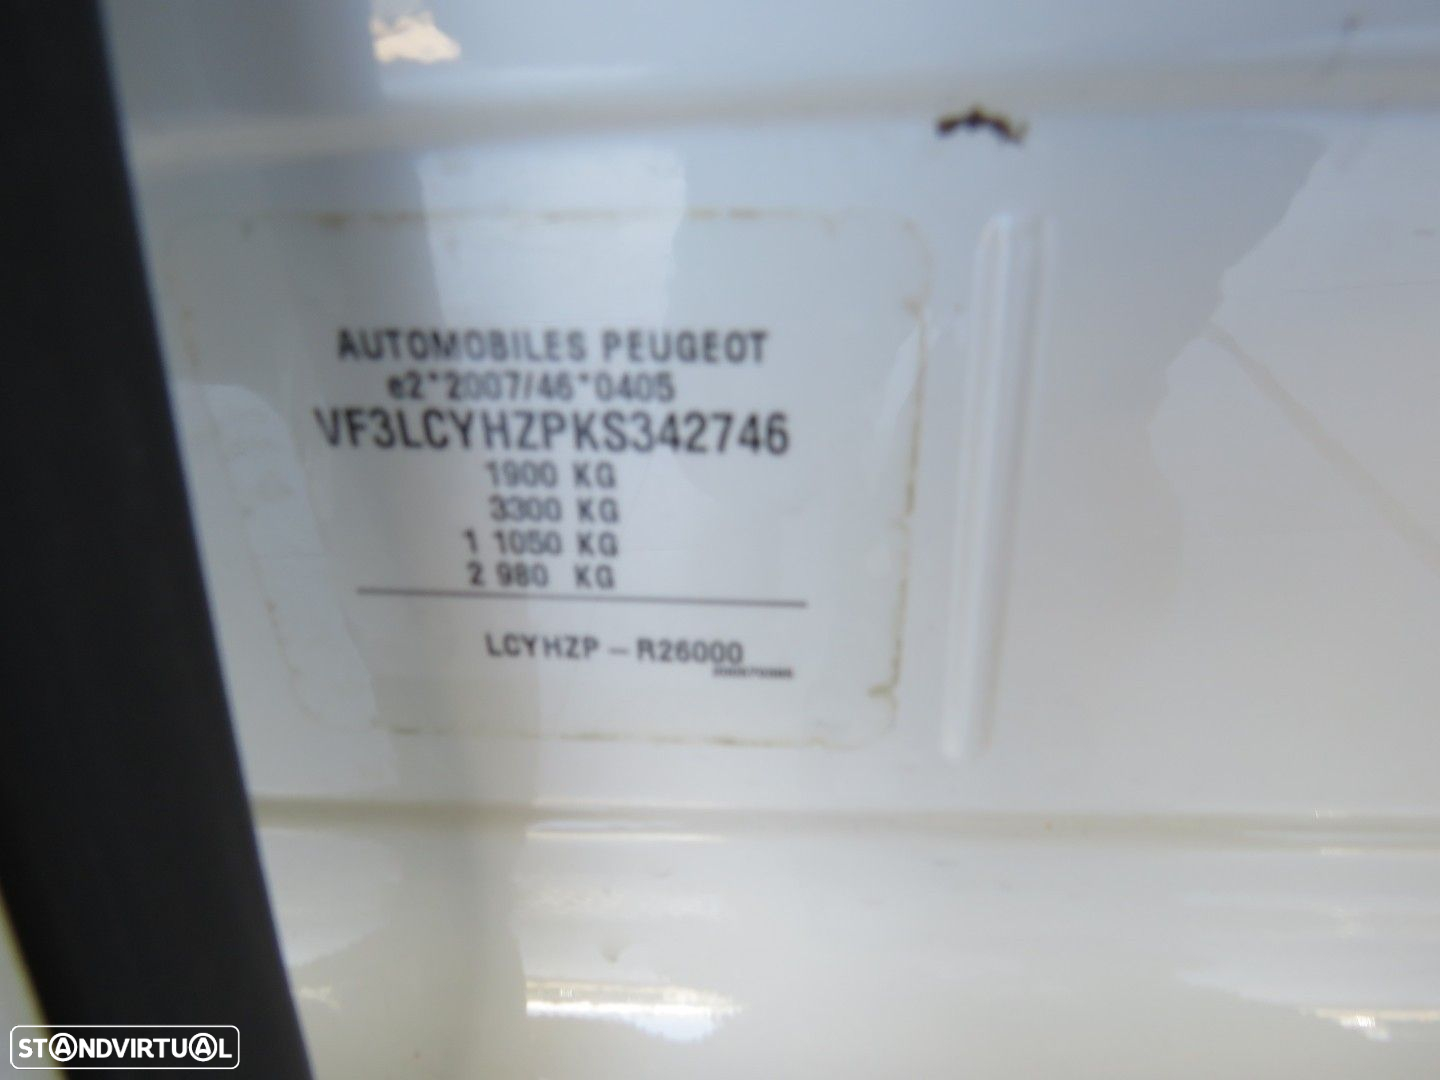 AUTOMOBILES PEUGEOT
e2*2007/46*0405
VF3LCYHZPKS342746
1900 KG
3300 KG
1 1050 KG
2 980 KG
LCYHZP - R26000
STANDVIRTUAL